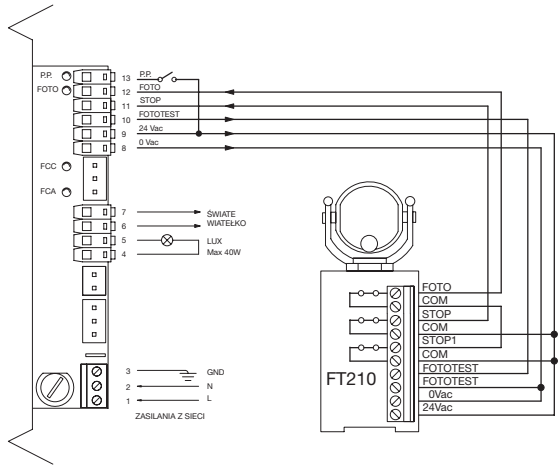 P.P.
FOTO
13 P.P.
12 FOTO
11 STOP
10 FOTOTEST
9 24 Vac
8 0 Vac
FCC
FCA
7 ŚWIATE
6 WIATEŁKO
5 LUX
4 Max 40W
3 GND
2 N
1 L
ZASILANIA Z SIECI
FT210
FOTO
COM
STOP
COM
STOP1
COM
FOTOTEST
FOTOTEST
0Vac
24Vac